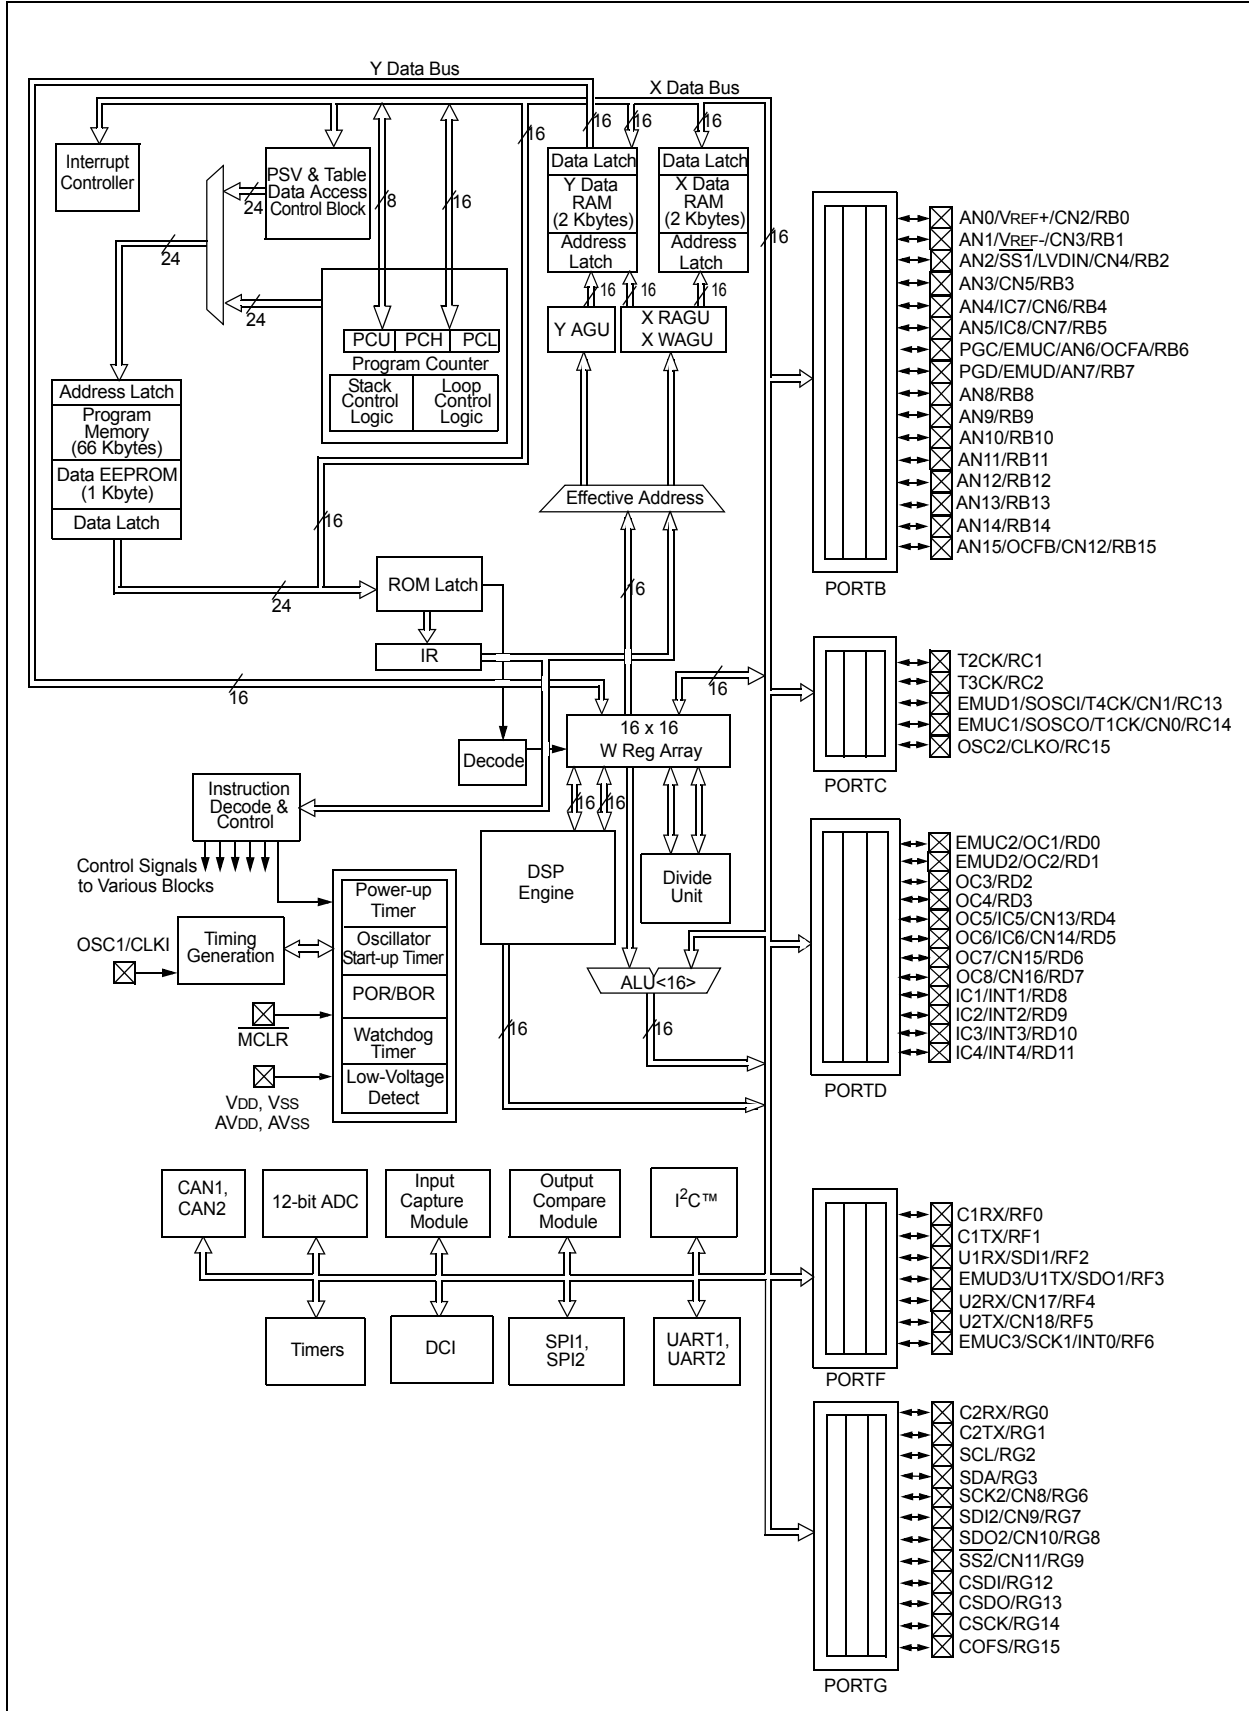 Y Data Bus
X Data Bus
Interrupt
Controller
PSV & Table
Data Access
Control Block
8
16
24
24
24
16
16
16
16
Data Latch
Y Data
RAM
(2 Kbytes)
Address
Latch
Data Latch
X Data
RAM
(2 Kbytes)
Address
Latch
16
16
16
16
Y AGU
X RAGU
X WAGU
PCU
PCH
PCL
Program Counter
Stack
Control
Logic
Loop
Control
Logic
Address Latch
Program
Memory
(66 Kbytes)
Data EEPROM
(1 Kbyte)
Data Latch
16
24
Effective Address
16
ROM Latch
IR
16
16
16 x 16
W Reg Array
Decode
Instruction
Decode &
Control
Control Signals
to Various Blocks
16
16
DSP
Engine
Divide
Unit
Power-up
Timer
Oscillator
Start-up Timer
POR/BOR
Watchdog
Timer
Low-Voltage
Detect
OSC1/CLKI
Timing
Generation
MCLR
VDD, VSS
AVDD, AVSS
ALU<16>
16
16
CAN1,
CAN2
12-bit ADC
Input
Capture
Module
Output
Compare
Module
I2C™
Timers
DCI
SPI1,
SPI2
UART1,
UART2
AN0/VREF+/CN2/RB0
AN1/VREF-/CN3/RB1
AN2/SS1/LVDIN/CN4/RB2
AN3/CN5/RB3
AN4/IC7/CN6/RB4
AN5/IC8/CN7/RB5
PGC/EMUC/AN6/OCFA/RB6
PGD/EMUD/AN7/RB7
AN8/RB8
AN9/RB9
AN10/RB10
AN11/RB11
AN12/RB12
AN13/RB13
AN14/RB14
AN15/OCFB/CN12/RB15
PORTB
T2CK/RC1
T3CK/RC2
EMUD1/SOSCI/T4CK/CN1/RC13
EMUC1/SOSCO/T1CK/CN0/RC14
OSC2/CLKO/RC15
PORTC
EMUC2/OC1/RD0
EMUD2/OC2/RD1
OC3/RD2
OC4/RD3
OC5/IC5/CN13/RD4
OC6/IC6/CN14/RD5
OC7/CN15/RD6
OC8/CN16/RD7
IC1/INT1/RD8
IC2/INT2/RD9
IC3/INT3/RD10
IC4/INT4/RD11
PORTD
C1RX/RF0
C1TX/RF1
U1RX/SDI1/RF2
EMUD3/U1TX/SDO1/RF3
U2RX/CN17/RF4
U2TX/CN18/RF5
EMUC3/SCK1/INT0/RF6
PORTF
C2RX/RG0
C2TX/RG1
SCL/RG2
SDA/RG3
SCK2/CN8/RG6
SDI2/CN9/RG7
SDO2/CN10/RG8
SS2/CN11/RG9
CSDI/RG12
CSDO/RG13
CSCK/RG14
COFS/RG15
PORTG